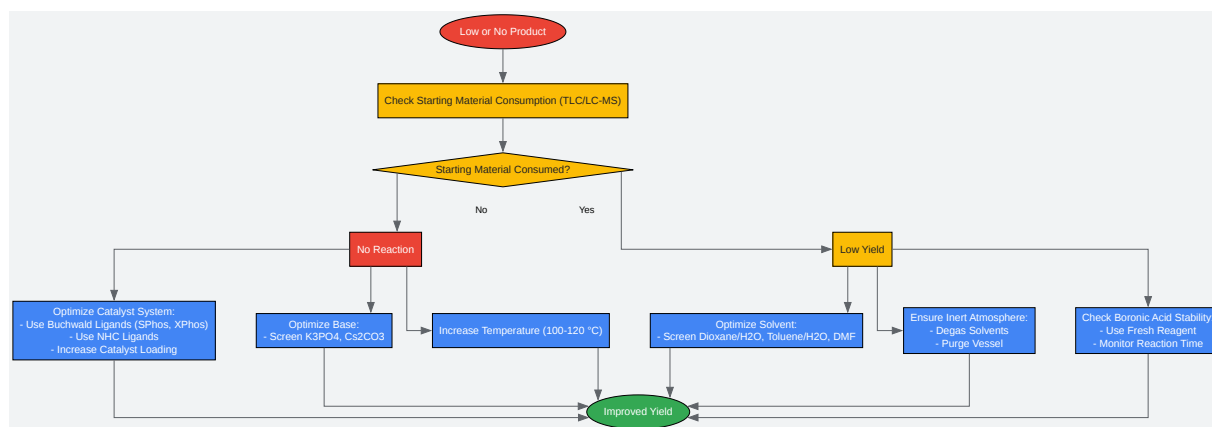 Low or No Product
Check Starting Material Consumption (TLC/LC-MS)
Starting Material Consumed?
No
Yes
No Reaction
Low Yield
Optimize Catalyst System:
- Use Buchwald Ligands (SPhos, XPhos)
- Use NHC Ligands
- Increase Catalyst Loading
Optimize Base:
- Screen K3PO4, Cs2CO3
Increase Temperature (100-120 °C)
Optimize Solvent:
- Screen Dioxane/H2O, Toluene/H2O, DMF
Ensure Inert Atmosphere:
- Degas Solvents
- Purge Vessel
Check Boronic Acid Stability:
- Use Fresh Reagent
- Monitor Reaction Time
Improved Yield